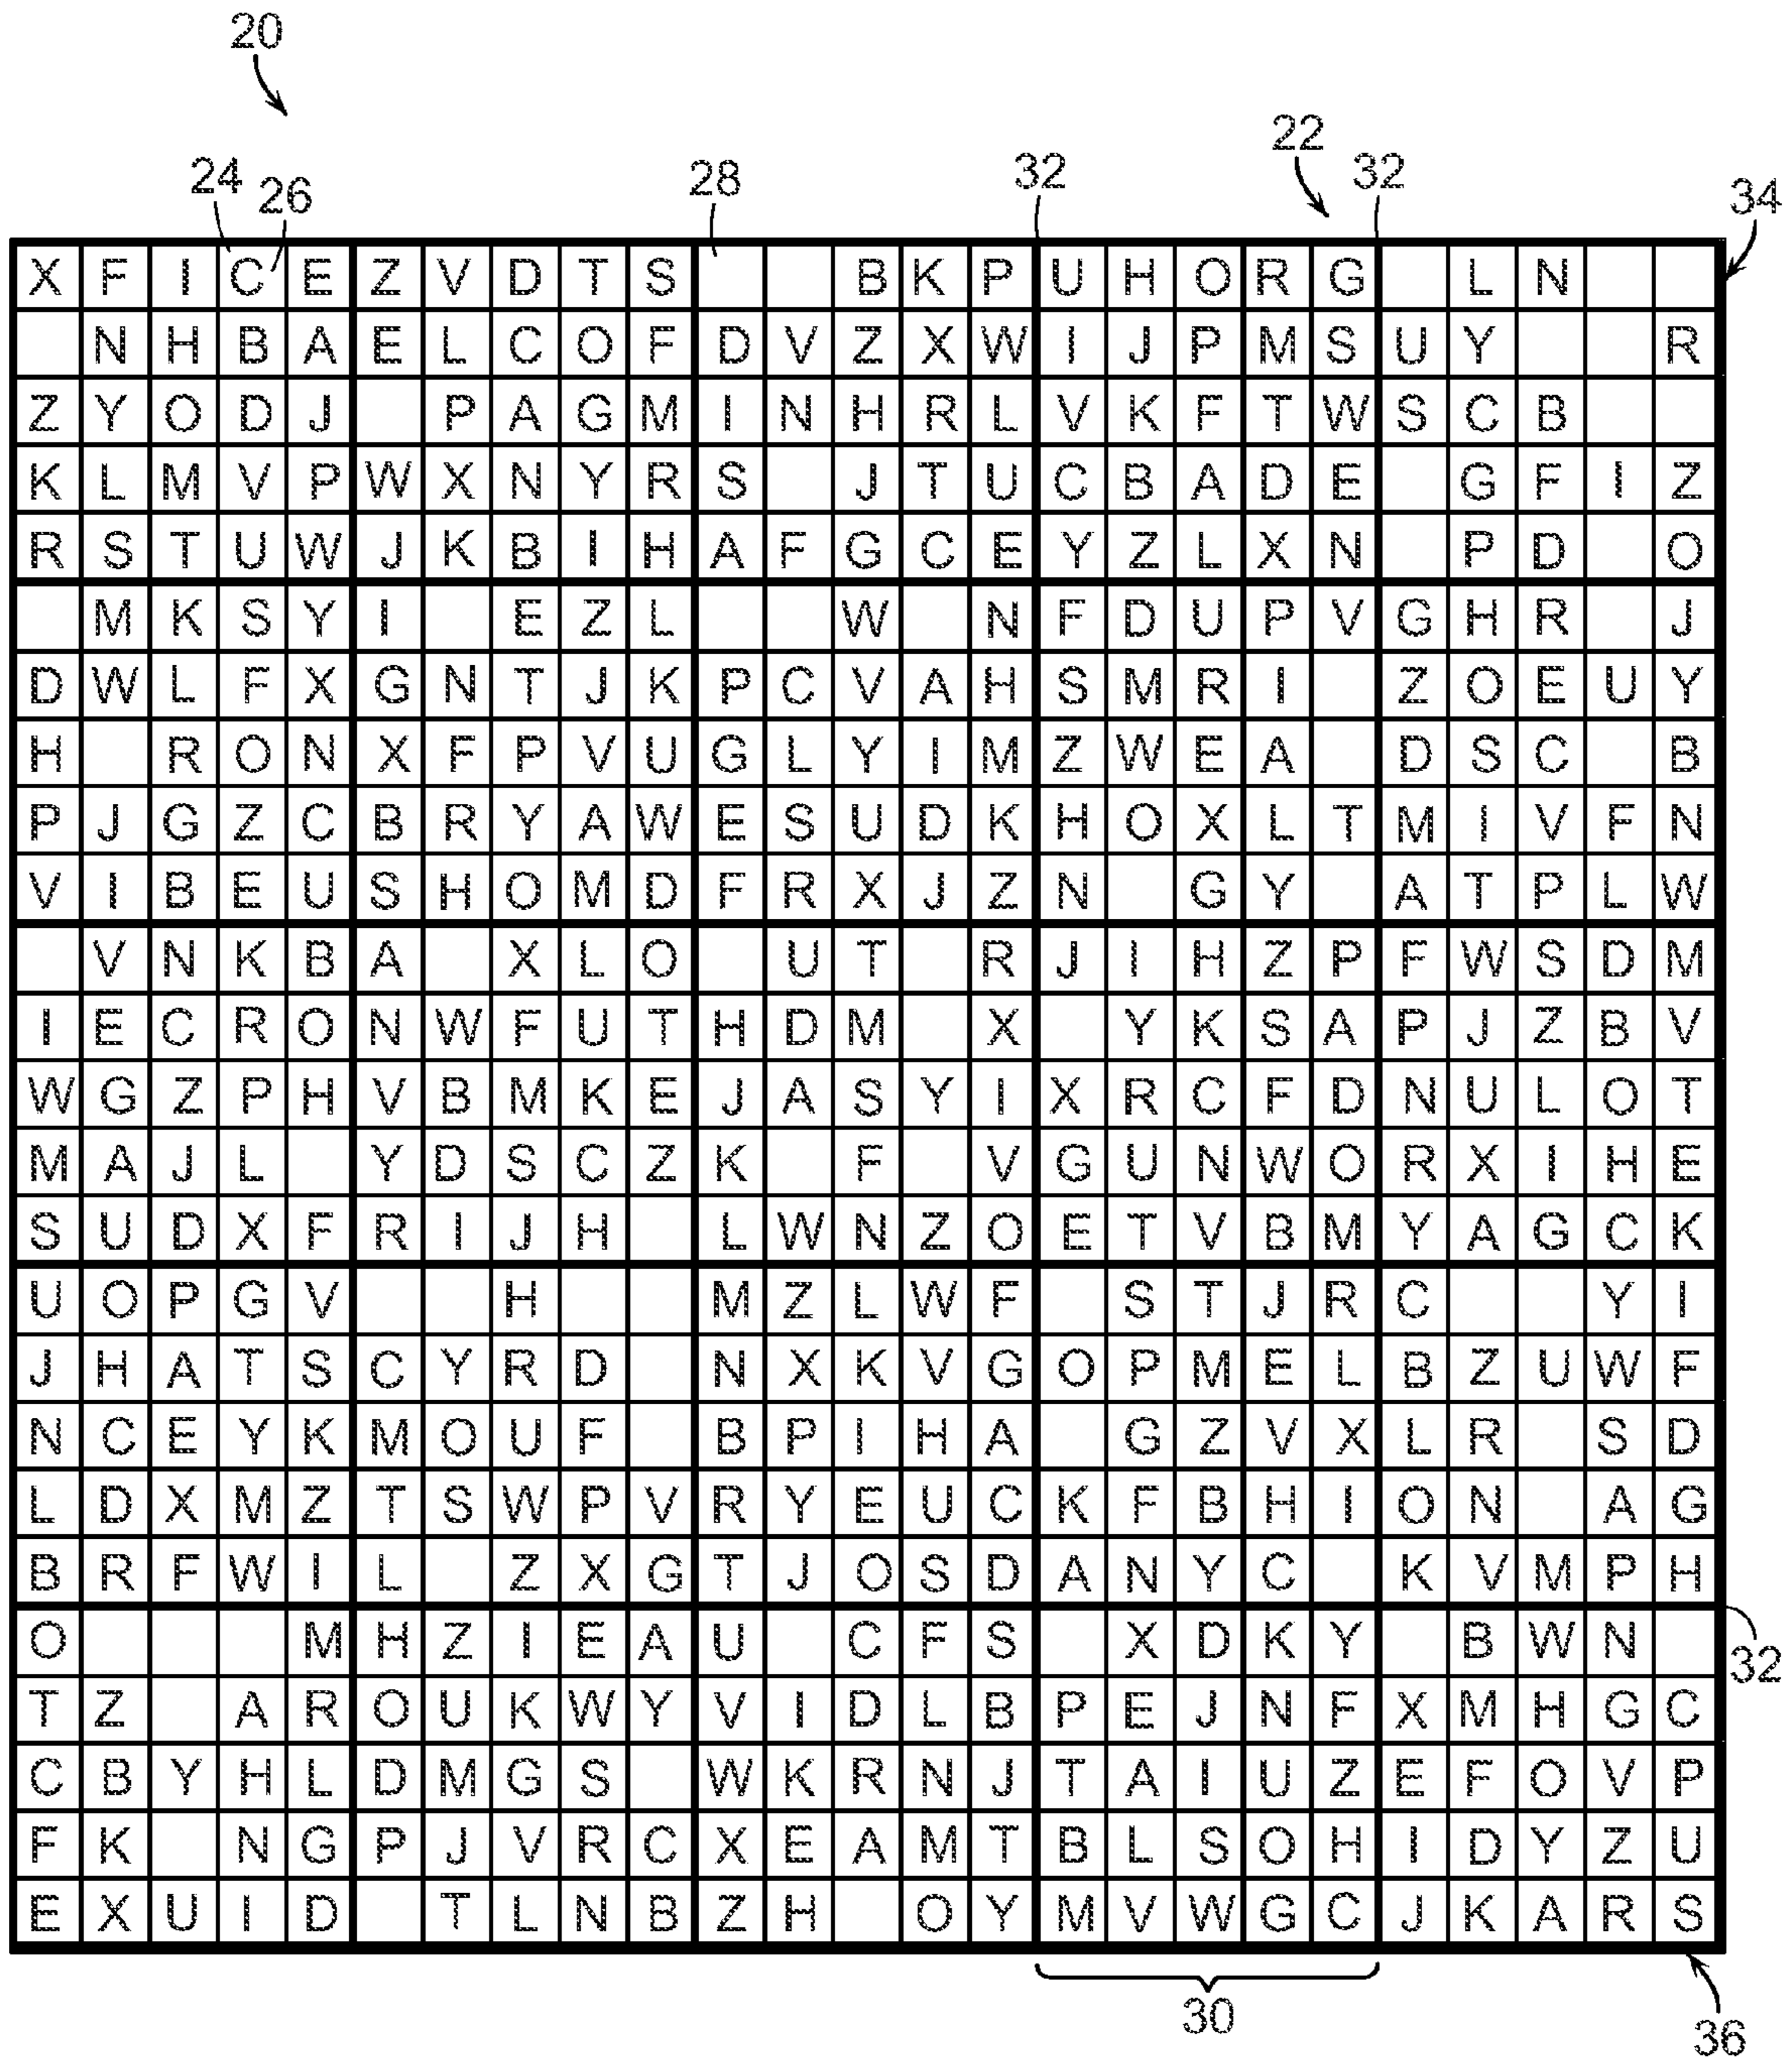 20
22
24 26 28 32 32 34
X F I C E Z V D T S B K P U H O R G L N
N H B A E L C O F D V Z X W I J P M S U Y R
Z Y O D J P A G M I N H R L V K F T W S C B
K L M V P W X N Y R S J T U C B A D E G F I Z
R S T U W J K B I H A F G C E Y Z L X N P D O
M K S Y I E Z L W N F D U P V G H R J
D W L F X G N T J K P C V A H S M R I Z O E U Y
H R O N X F P V U G L Y I M Z W E A D S C B
P J G Z C B R Y A W E S U D K H O X L T M I V F N
V I B E U S H O M D F R X J Z N G Y A T P L W
V N K B A X L O U T R J I H Z P F W S D M
I E C R O N W F U T H D M X Y K S A P J Z B V
W G Z P H V B M K E J A S Y I X R C F D N U L O T
M A J L Y D S C Z K F V G U N W O R X I H E
S U D X F R I J H L W N Z O E T V B M Y A G C K
U O P G V H M Z L W F S T J R C Y I
J H A T S C Y R D N X K V G O P M E L B Z U W F
N C E Y K M O U F B P I H A G Z V X L R S D
L D X M Z T S W P V R Y E U C K F B H I O N A G
B R F W I L Z X G T J O S D A N Y C K V M P H
O M H Z I E A U C F S X D K Y B W N
32
T Z A R O U K W Y V I D L B P E J N F X M H G C
C B Y H L D M G S W K R N J T A I U Z E F O V P
F K N G P J V R C X E A M T B L S O H I D Y Z U
E X U I D T L N B Z H O Y M V W G C J K A R S
30
36